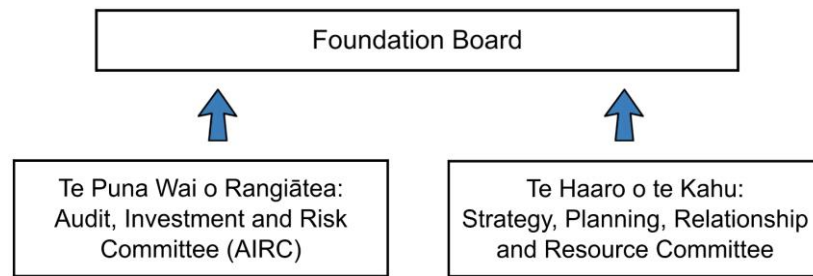 Foundation Board
Te Puna Wai o Rangiātea:
Audit, Investment and Risk
Committee (AIRC)
Te Haaro o te Kahu:
Strategy, Planning, Relationship
and Resource Committee